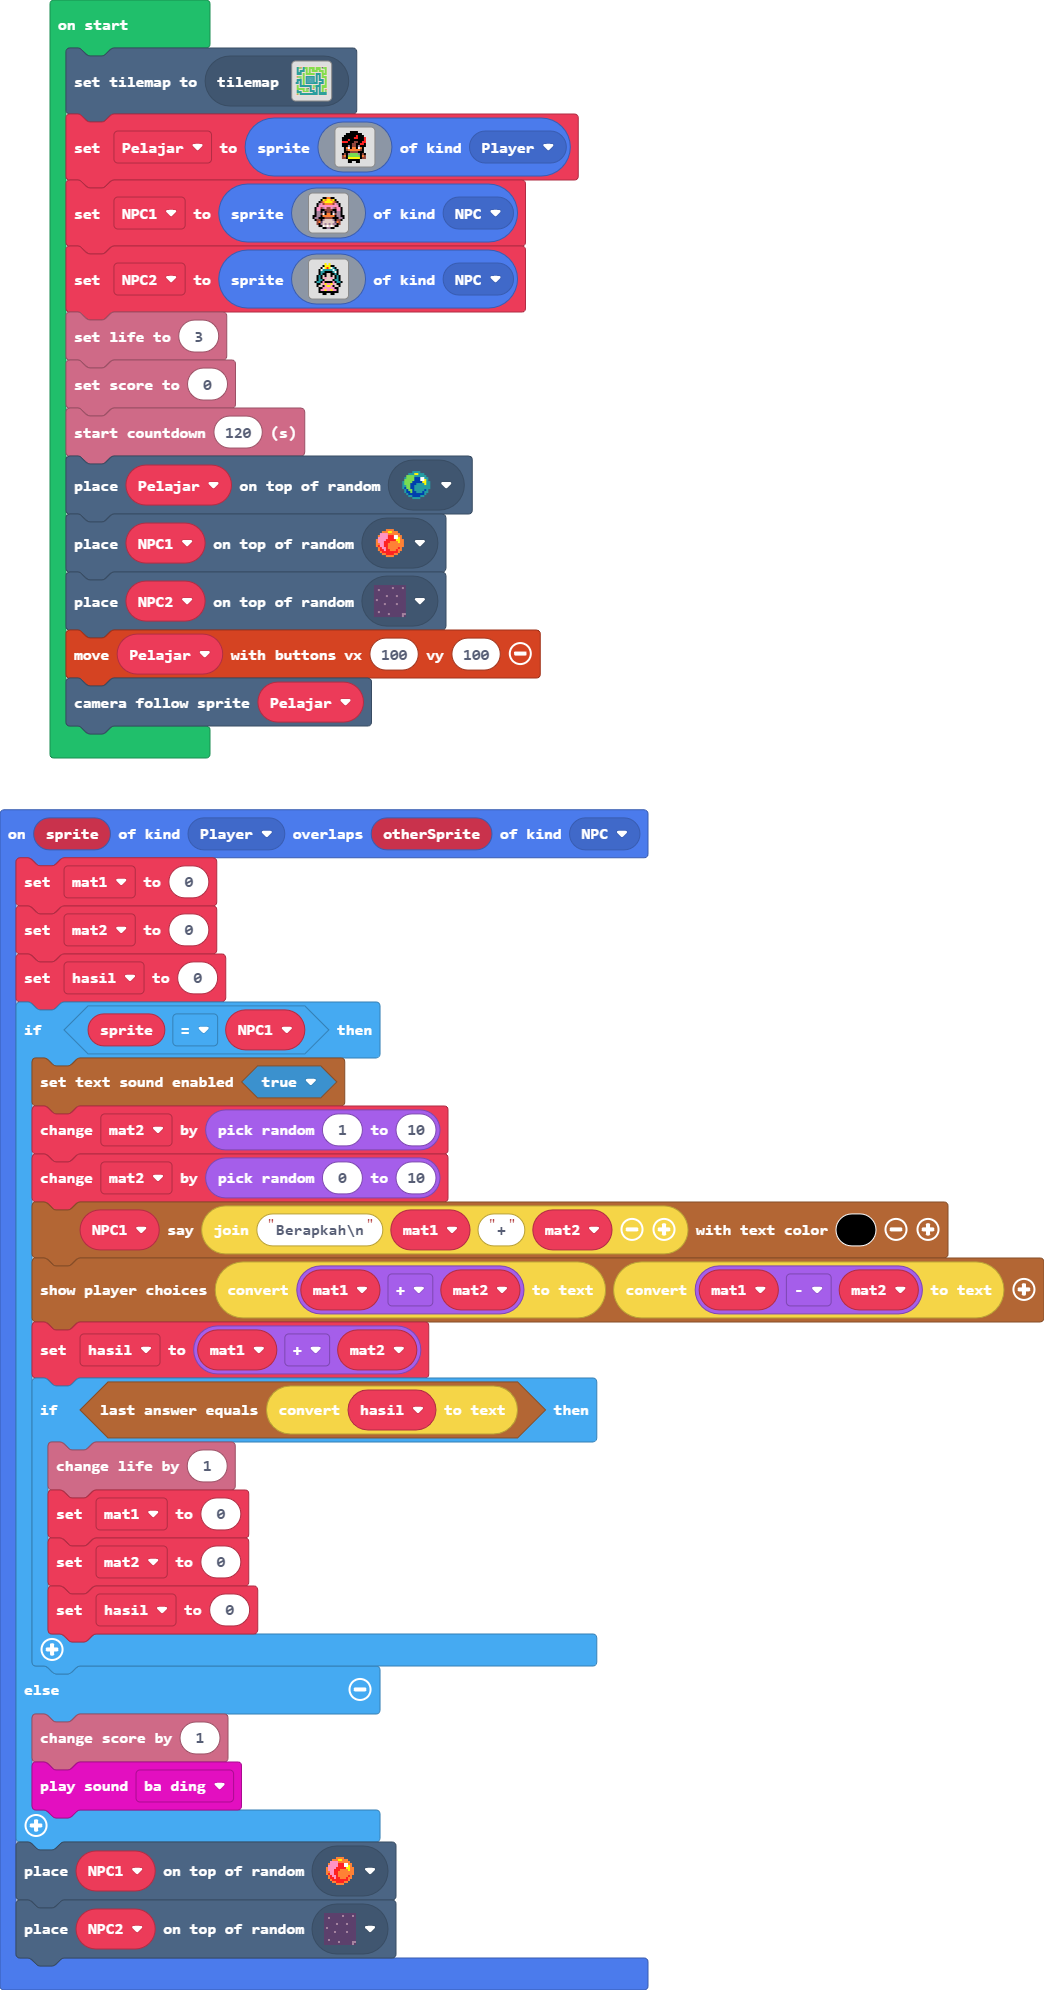 on start
set tilemap to tilemap
set Pelajar to sprite of kind Player
set NPC1 to sprite of kind NPC
set NPC2 to sprite of kind NPC
set life to 3
set score to 0
start countdown 120 (s)
place Pelajar on top of random
place NPC1 on top of random
place NPC2 on top of random
move Pelajar with buttons vx 100 vy 100
camera follow sprite Pelajar
on sprite of kind Player overlaps otherSprite of kind NPC
set mat1 to 0
set mat2 to 0
set hasil to 0
if sprite = NPC1 then
set text sound enabled true
change mat2 by pick random 1 to 10
change mat2 by pick random 0 to 10
NPC1 say join "Berapkah\n" mat1 "+" mat2 with text color
show player choices convert mat1 + mat2 to text convert mat1 - mat2 to text
set hasil to mat1 + mat2
if last answer equals convert hasil to text then
change life by 1
set mat1 to 0
set mat2 to 0
set hasil to 0
else
change score by 1
play sound ba ding
place NPC1 on top of random
place NPC2 on top of random